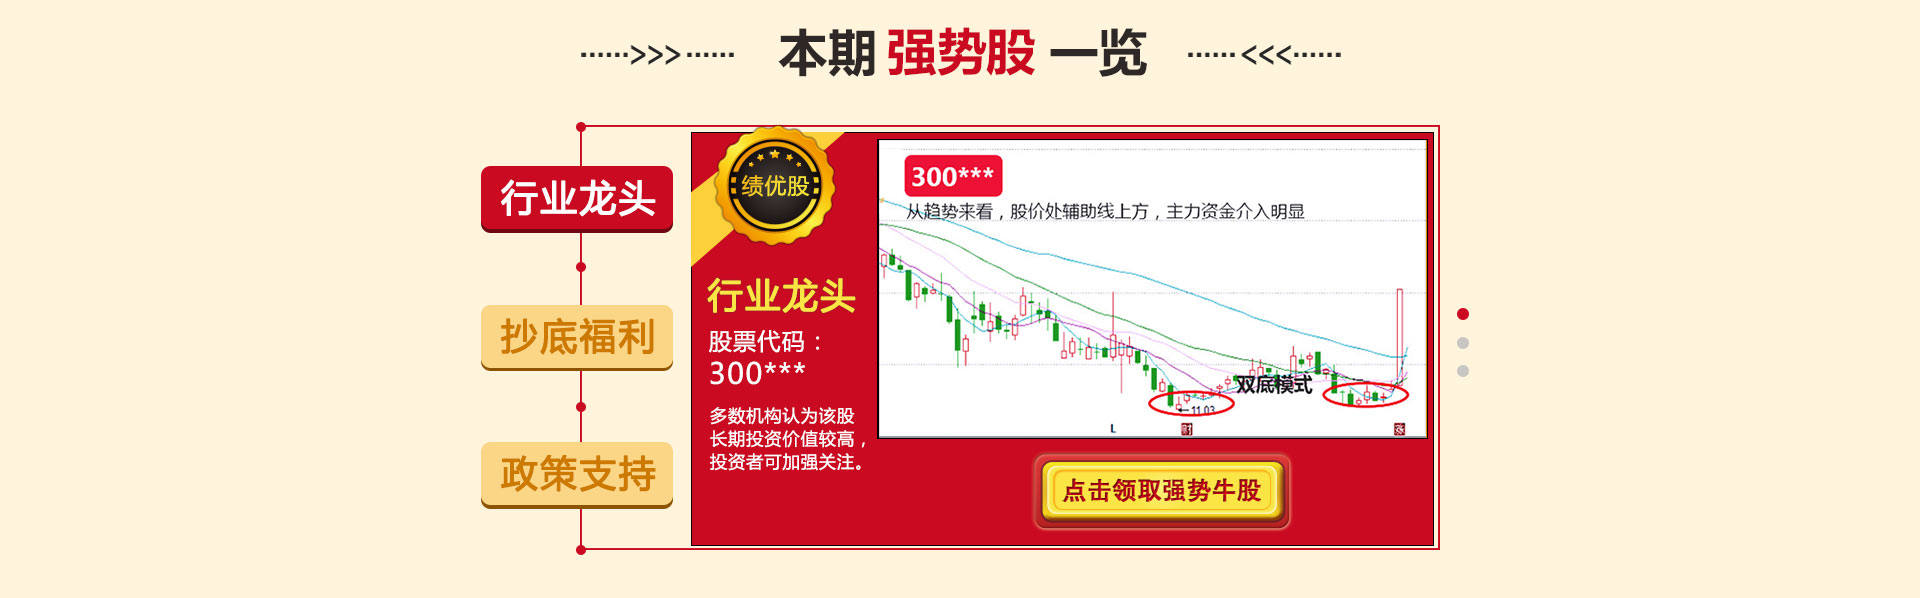 本期 强势股 一览
行业龙头
抄底福利
政策支持
绩优股
行业龙头
股票代码：
300***
多数机构认为该股
长期投资价值较高，
投资者可加强关注。
300***
从趋势来看，股价处辅助线上方，主力资金介入明显
双底模式
←11.03
L
财
涨
点击领取强势牛股